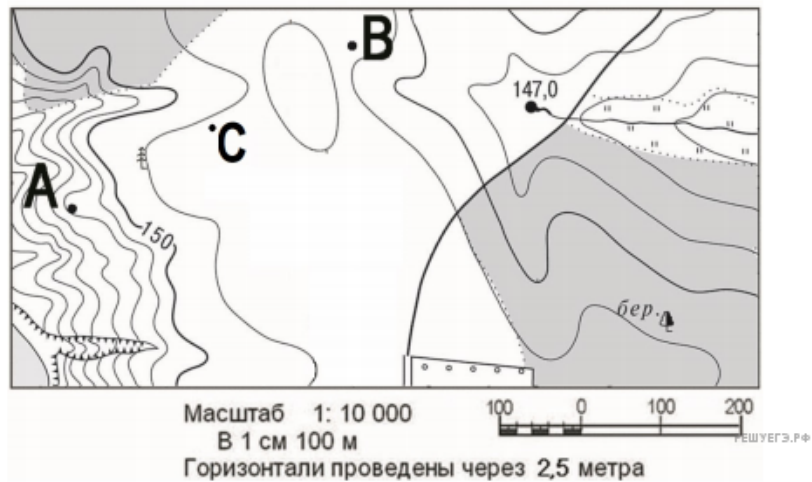 B
147,0
C
A
150
бер.
Масштаб 1: 10 000
В 1 см 100 м
Горизонтали проведены через 2,5 метра
100 0 100 200
РЕШУЕГЭ.РФ